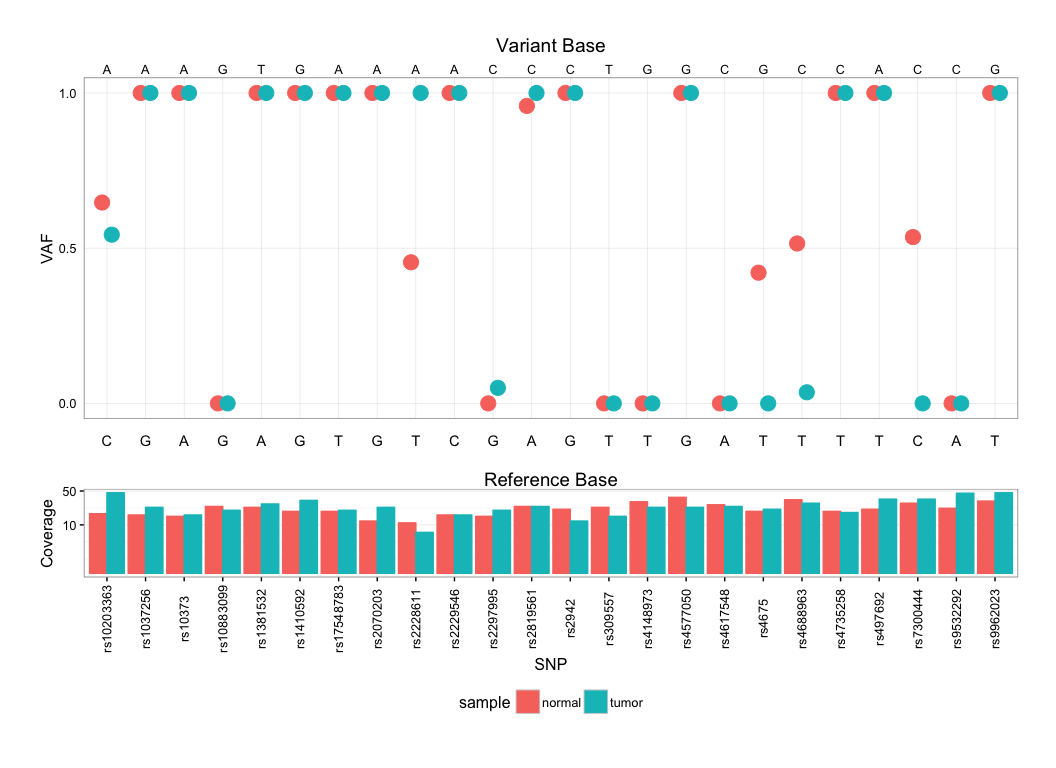 Variant Base
A A A G T G A A A A C C C T G G C G C C A C C G
1.0
0.5
0.0
VAF
C G A G A G T G T C G A G T T G A T T T T C A T
Reference Base
50
10
Coverage
rs10203363 rs1037256 rs10373 rs10883099 rs1381532 rs1410592 rs17548783 rs2070203 rs2228611 rs2229546 rs2297995 rs2819561 rs2942 rs309557 rs4148973 rs4577050 rs4617548 rs4675 rs4688963 rs4735258 rs497692 rs7300444 rs9532292 rs9962023
SNP
sample normal tumor